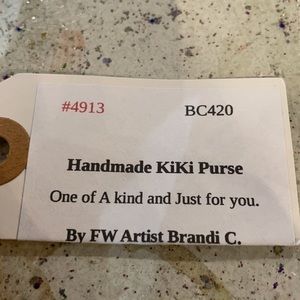 #4913 BC420
Handmade KiKi Purse
One of A kind and Just for you.
By FW Artist Brandi C.